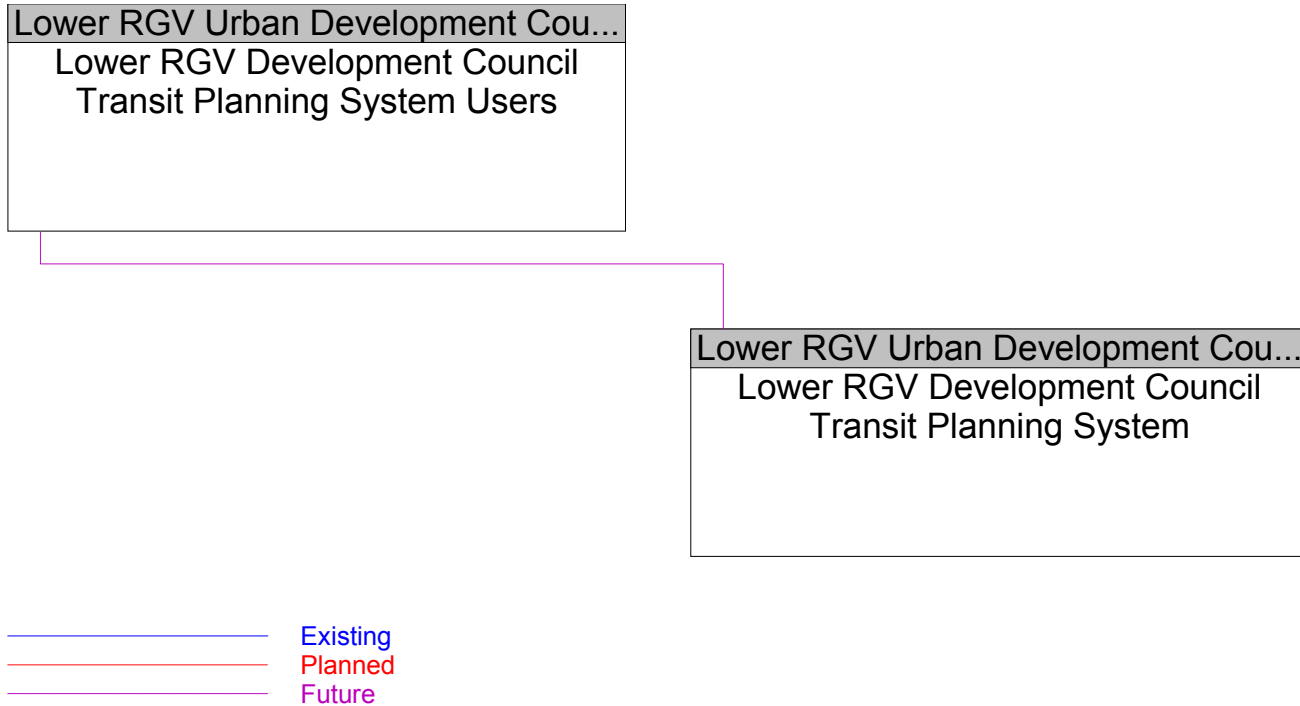 Lower RGV Urban Development Cou...
Lower RGV Development Council
Transit Planning System Users
Lower RGV Urban Development Cou...
Lower RGV Development Council
Transit Planning System
Existing
Planned
Future